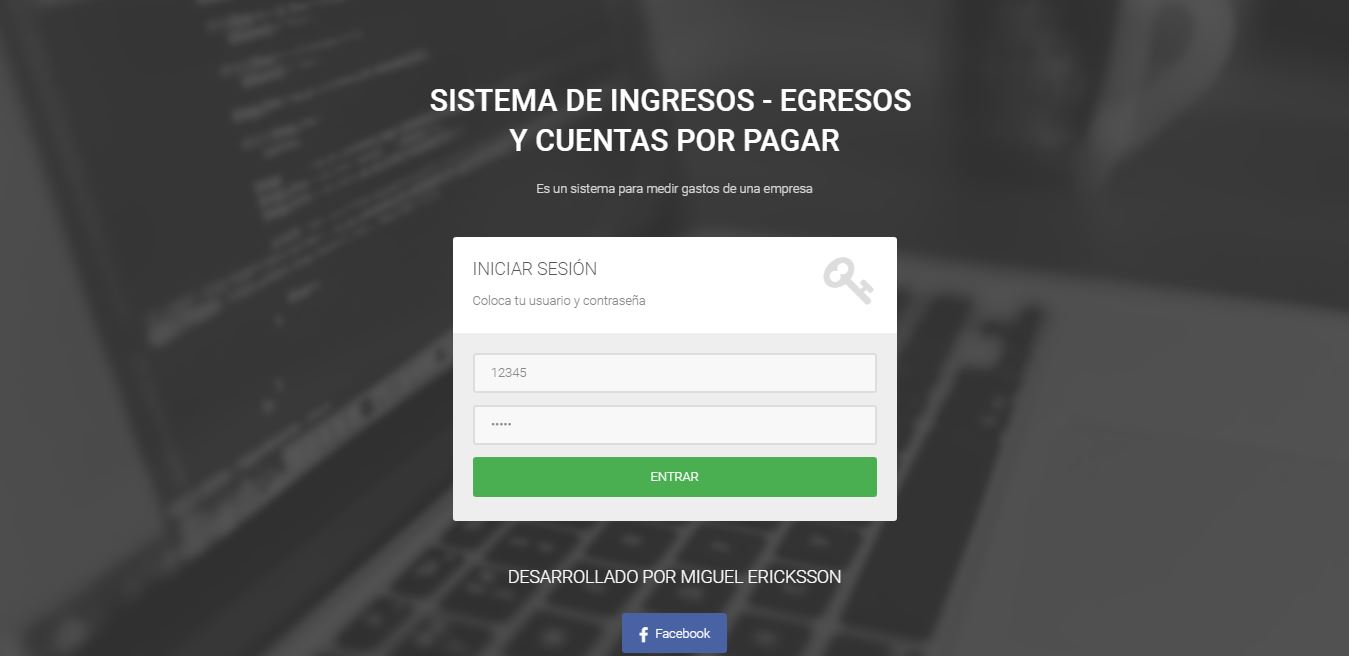 SISTEMA DE INGRESOS - EGRESOS
Y CUENTAS POR PAGAR
Es un sistema para medir gastos de una empresa
INICIAR SESIÓN
Coloca tu usuario y contraseña
12345
•••••
ENTRAR
DESARROLLADO POR MIGUEL ERICKSSON
Facebook